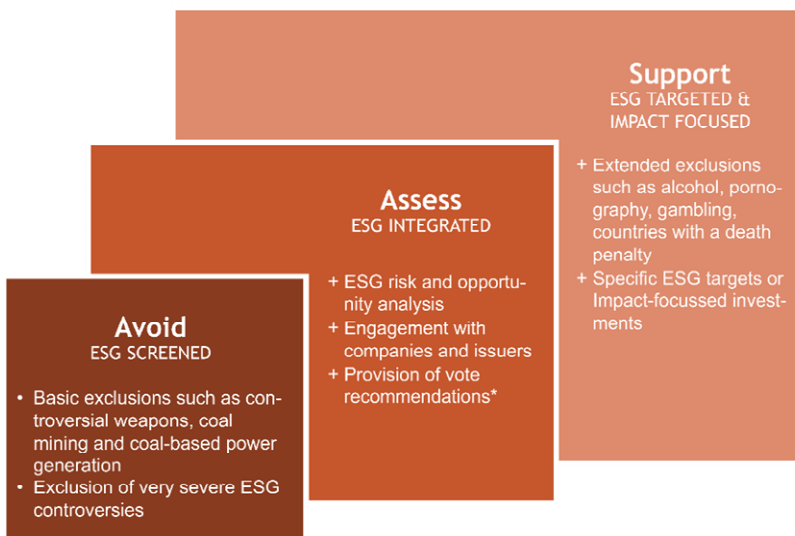 Support
ESG TARGETED &
IMPACT FOCUSED
+ Extended exclusions
such as alcohol, porno-
graphy, gambling,
countries with a death
penalty
+ Specific ESG targets or
Impact-focussed invest-
ments
Assess
ESG INTEGRATED
+ ESG risk and opportu-
nity analysis
+ Engagement with
companies and issuers
+ Provision of vote
recommendations*
Avoid
ESG SCREENED
• Basic exclusions such as con-
troversial weapons, coal
mining and coal-based power
generation
• Exclusion of very severe ESG
controversies